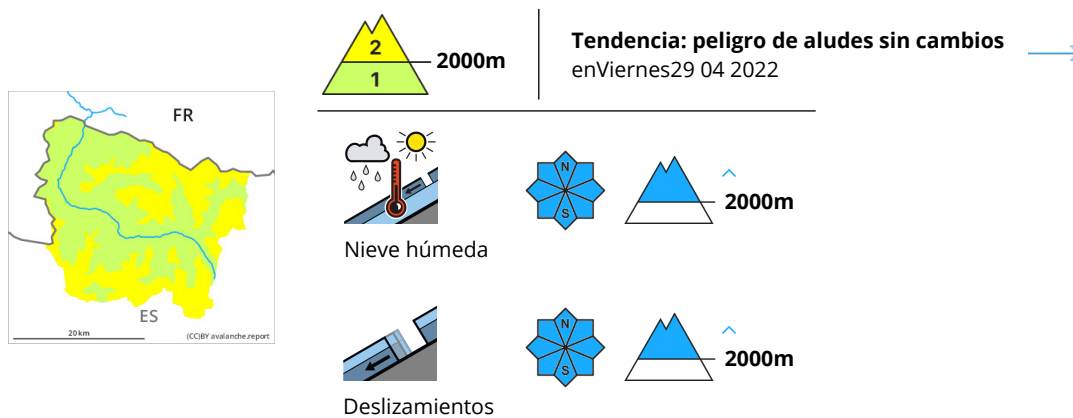 2
1
2000m
Tendencia: peligro de aludes sin cambios
enViernes29 04 2022
FR
ES
20 km
(CC)BY avalanche.report
N
S
2000m
Nieve húmeda
N
S
2000m
Deslizamientos